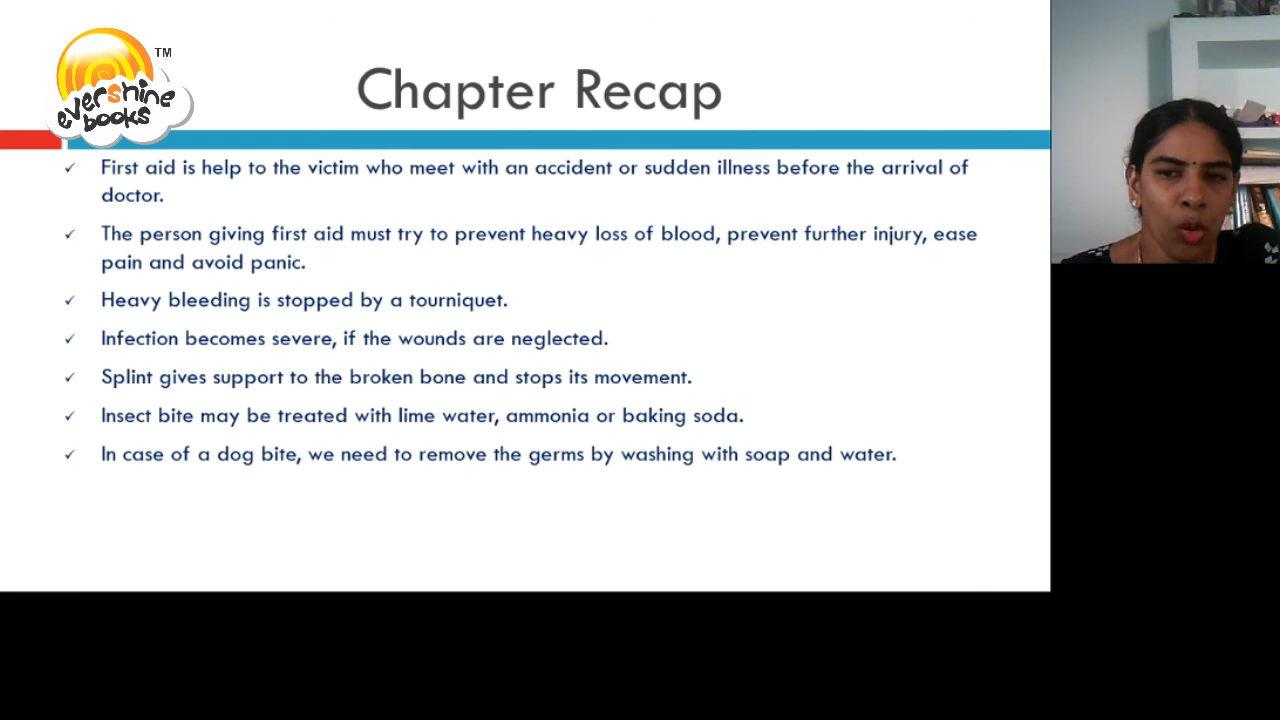 evershine
books
TM
Chapter Recap
✓ First aid is help to the victim who meet with an accident or sudden illness before the arrival of
doctor.
✓ The person giving first aid must try to prevent heavy loss of blood, prevent further injury, ease
pain and avoid panic.
✓ Heavy bleeding is stopped by a tourniquet.
✓ Infection becomes severe, if the wounds are neglected.
✓ Splint gives support to the broken bone and stops its movement.
✓ Insect bite may be treated with lime water, ammonia or baking soda.
✓ In case of a dog bite, we need to remove the germs by washing with soap and water.